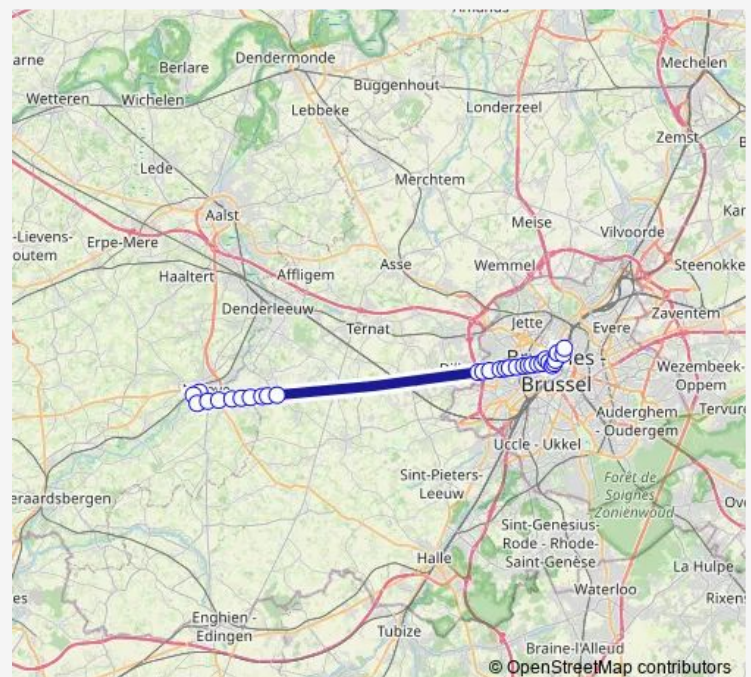 Dendermonde
Mechelen
Berlare
Buggenhout
Wetteren
Wichelen
Lebbeke
Londerzeel
Zemst
Lede
Merchtem
Aalst
Meise
Vilvoorde
-Lievens-
outem
Erpe-Mere
Asse
Wemmel
Steenokke
Haaltert
Affligem
Denderleeuw
Ternat
Jette
Evere
Zaventem
Brussel
Wezembeek-
Oppem
Auderghem
- Oudergem
Tervur
Uccle - Ukkel
Sint-Pieters-
Leeuw
Forêt de
Soignes
Zoniënwoud
eraardsbergen
Sint-Genesius-
Rode - Rhode-
Saint-Genèse
Halle
La Hulpe
Waterloo
Rixen
Enghien -
Edingen
Tubize
Braine-l'Alleud
© OpenStreetMap contributors